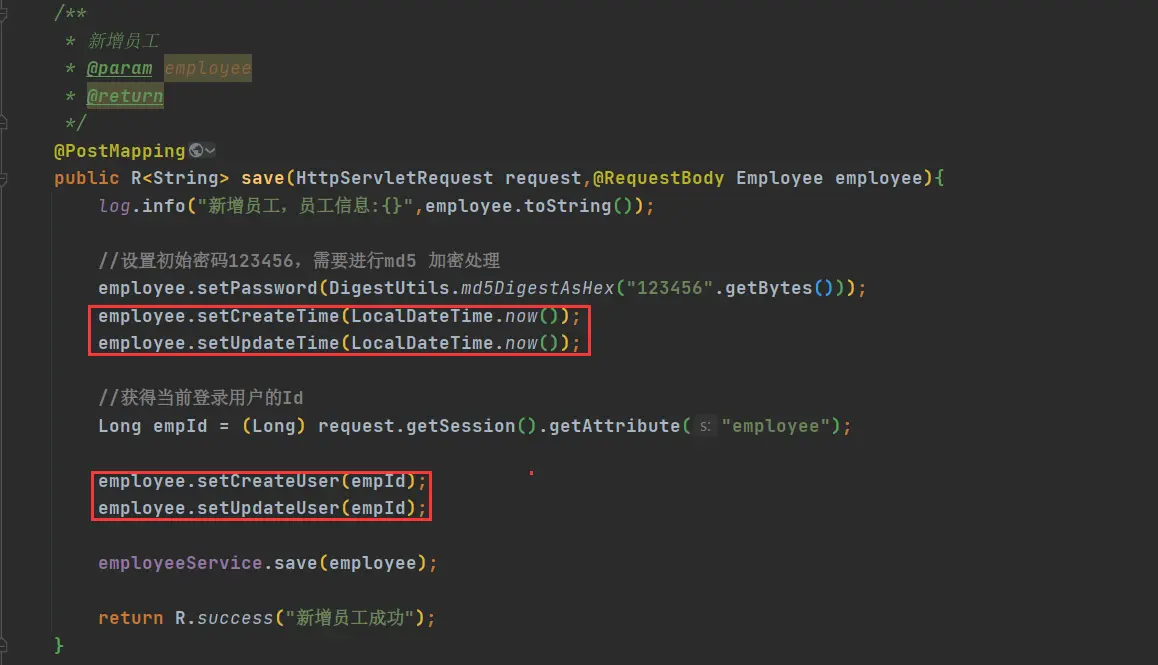 /**
* 新增员工
* @param employee
* @return
*/
@PostMapping
public R<String> save(HttpServletRequest request,@RequestBody Employee employee){
log.info("新增员工，员工信息:{}",employee.toString());
//设置初始密码123456，需要进行md5 加密处理
employee.setPassword(DigestUtils.md5DigestAsHex("123456".getBytes()));
employee.setCreateTime(LocalDateTime.now());
employee.setUpdateTime(LocalDateTime.now());
//获得当前登录用户的Id
Long empId = (Long) request.getSession().getAttribute( s: "employee");
employee.setCreateUser(empId);
employee.setUpdateUser(empId);
employeeService.save(employee);
return R.success("新增员工成功");
}